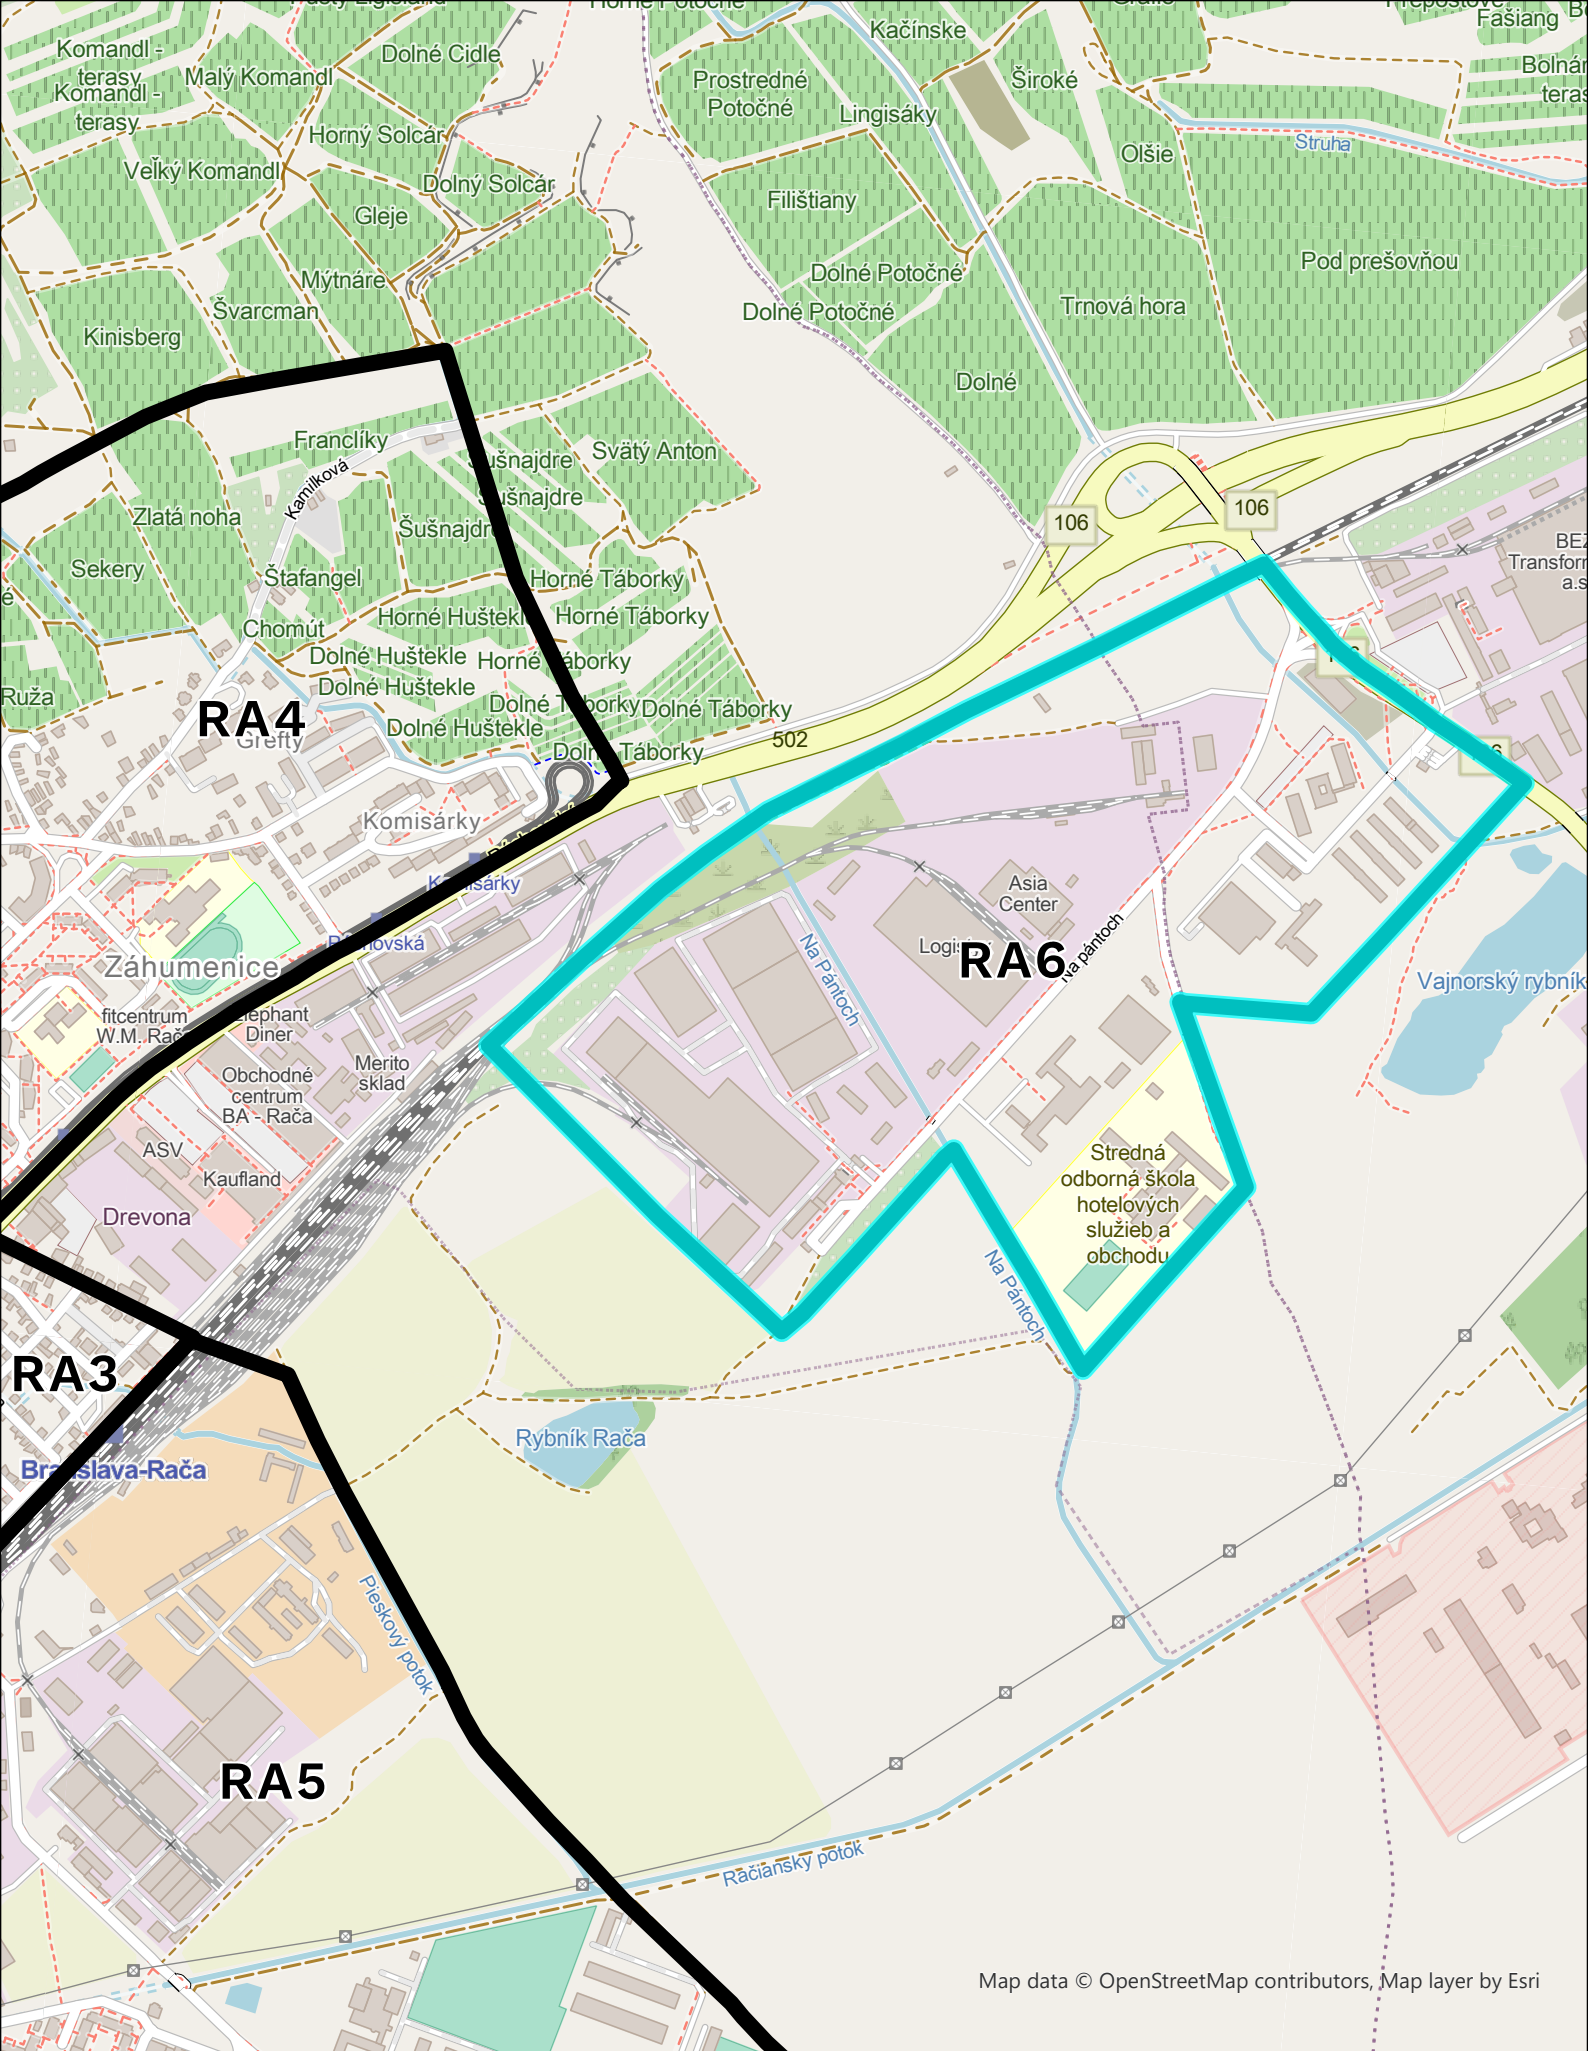 Dolné Cidle
Kačínske
Fašiang
Komandl -
terasy
Malý Komandl
Prostredné
Potočné
Široké
Komandl -
terasy
Lingisáky
Horný Solcár
Struha
Olšie
Veľký Komandl
Dolný Solcár
Filištiany
Gleje
Pod prešovňou
Mýtnáre
Dolné Potočné
Trnová hora
Švarcman
Dolné Potočné
Kinisberg
Dolné
Franclíky
Svätý Anton
Kamilková
Zlatá noha
106
106
Sekery
Štafangel
Horné Táborky
Horné Táborky
Chomút
Dolné Huštekle
Dolné Huštekle
Ruža
Dolné Táborky
RA4
Grefty
Dolné Huštekle
502
Komisárky
Asia
Center
Na pántoch
RA6
Na Pántoch
Záhumenice
Vajnorský rybník
fitcentrum
Diner
Merito
sklad
Obchodné
centrum
BA - Rača
ASV
Kaufland
Drevona
Stredná
odborná škola
hotelových
služieb a
obchodu
Na Pántoch
RA3
Rybník Rača
Pieskový potok
RA5
Račiansky potok
Map data © OpenStreetMap contributors, Map layer by Esri